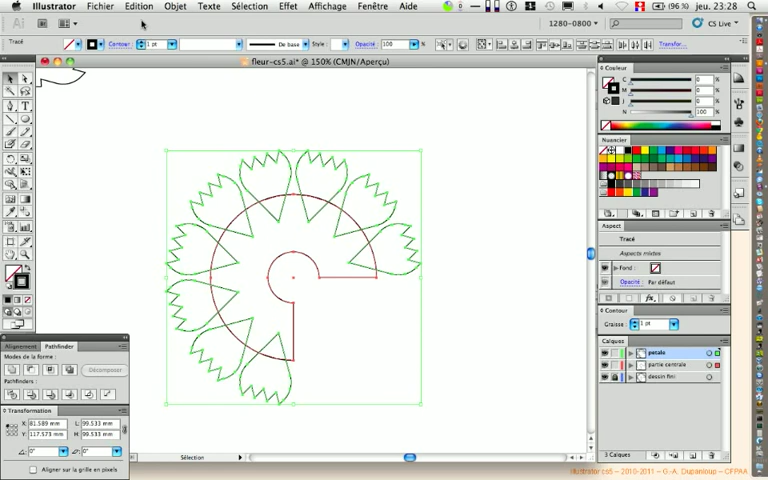 Illustrator Fichier Edition Objet Texte Sélection Effet Affichage Fenêtre Aide
(96 %) jeu. 23:28
Ai
1280-0800
CS Live
Tracé
Contour :
1 pt
De base
Style :
Opacité :
100
%
Transfor...
fleur-cs5.ai* @ 150% (CMJN/Aperçu)
Couleur
C
0
%
M
0
%
J
0
%
N
100
%
Nuancier
Aspect
Tracé
Aspects mixtes
Fond :
Opacité
Par défaut
Contour
Graisse :
1 pt
Calques
petale
partie centrale
dessin fini
3 Calques
Alignement
Pathfinder
Modes de la forme :
Décomposer
Pathfinders :
Transformation
X: 81.589 mm
L: 99.533 mm
Y: 117.573 mm
H: 99.533 mm
0°
0°
Aligner sur la grille en pixels
Sélection
Illustrator cs5 – 2010-2011 – G.-A. Dupanloup – CFPAA